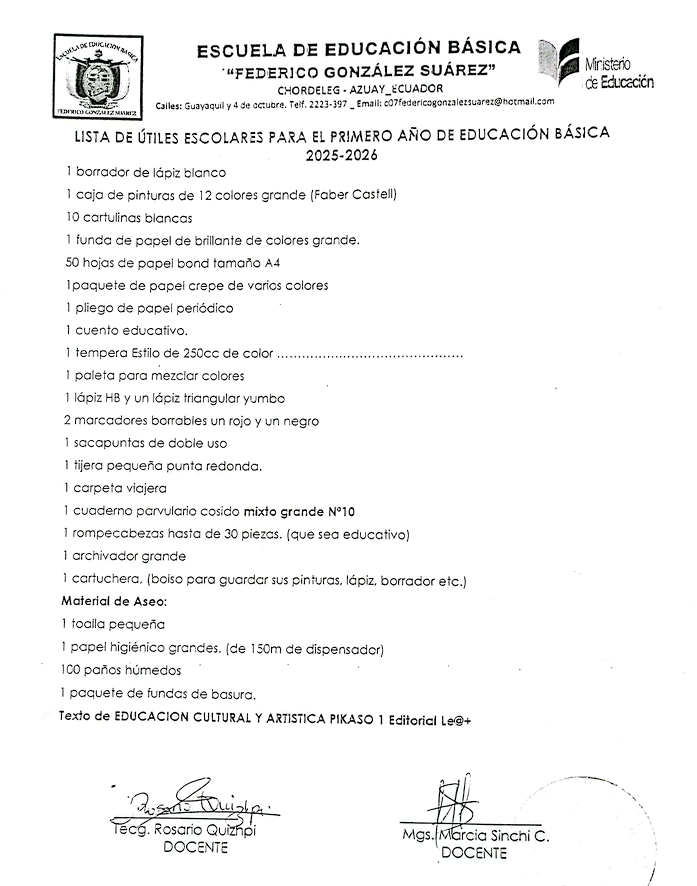 ESCUELA DE EDUCACIÓN BÁSICA
FEDERICO GONZÁLEZ SUÁREZ
ESCUELA DE EDUCACIÓN BÁSICA
"FEDERICO GONZÁLEZ SUÁREZ"
CHORDELEG - AZUAY_ECUADOR
Calles: Guayaquil y 4 de octubre. Telf. 2223-397 _ Email: c07federicogonzalezsuarez@hotmail.com
Ministerio
de Educación
LISTA DE ÚTILES ESCOLARES PARA EL PRIMERO AÑO DE EDUCACIÓN BÁSICA
2025-2026
1 borrador de lápiz blanco
1 caja de pinturas de 12 colores grande (Faber Castell)
10 cartulinas blancas
1 funda de papel de brillante de colores grande.
50 hojas de papel bond tamaño A4
1paquete de papel crepe de varios colores
1 pliego de papel periódico
1 cuento educativo.
1 tempera Estilo de 250cc de color .............................................
1 paleta para mezclar colores
1 lápiz HB y un lápiz triangular yumbo
2 marcadores borrables un rojo y un negro
1 sacapuntas de doble uso
1 tijera pequeña punta redonda.
1 carpeta viajera
1 cuaderno parvulario cosido mixto grande Nº10
1 rompecabezas hasta de 30 piezas. (que sea educativo)
1 archivador grande
1 cartuchera, (bolso para guardar sus pinturas, lápiz, borrador etc.)
Material de Aseo:
1 toalla pequeña
1 papel higiénico grandes. (de 150m de dispensador)
100 paños húmedos
1 paquete de fundas de basura.
Texto de EDUCACION CULTURAL Y ARTISTICA PIKASO 1 Editorial Le@+
Rosario Quizhpi
Tecg. Rosario Quizhpi
DOCENTE
Mgs. Marcia Sinchi C.
DOCENTE